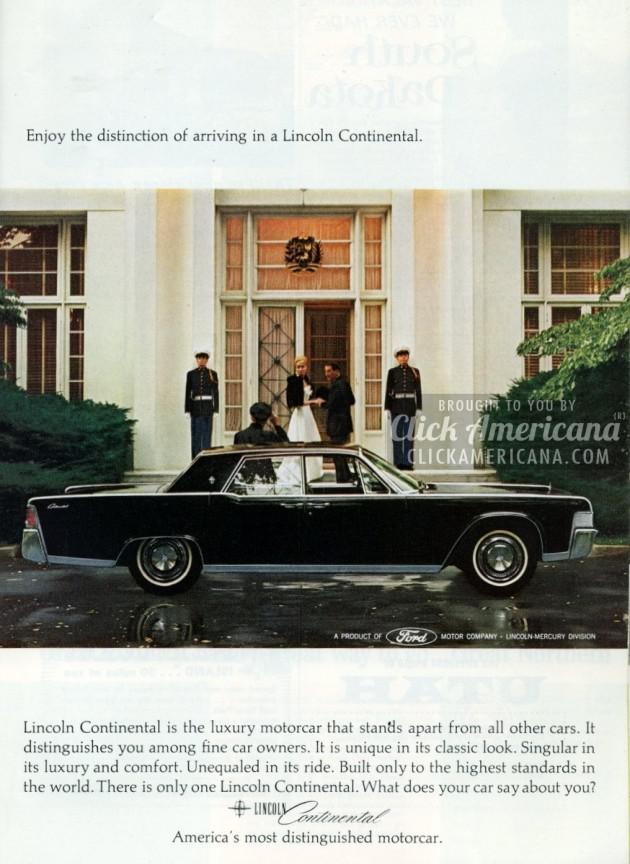 Enjoy the distinction of arriving in a Lincoln Continental.
BROUGHT TO YOU BY
Click Americana (R)
CLICKAMERICANA.COM
Continental
A PRODUCT OF Ford MOTOR COMPANY • LINCOLN-MERCURY DIVISION
Lincoln Continental is the luxury motorcar that stands apart from all other cars. It
distinguishes you among fine car owners. It is unique in its classic look. Singular in
its luxury and comfort. Unequaled in its ride. Built only to the highest standards in
the world. There is only one Lincoln Continental. What does your car say about you?
LINCOLN Continental
America's most distinguished motorcar.